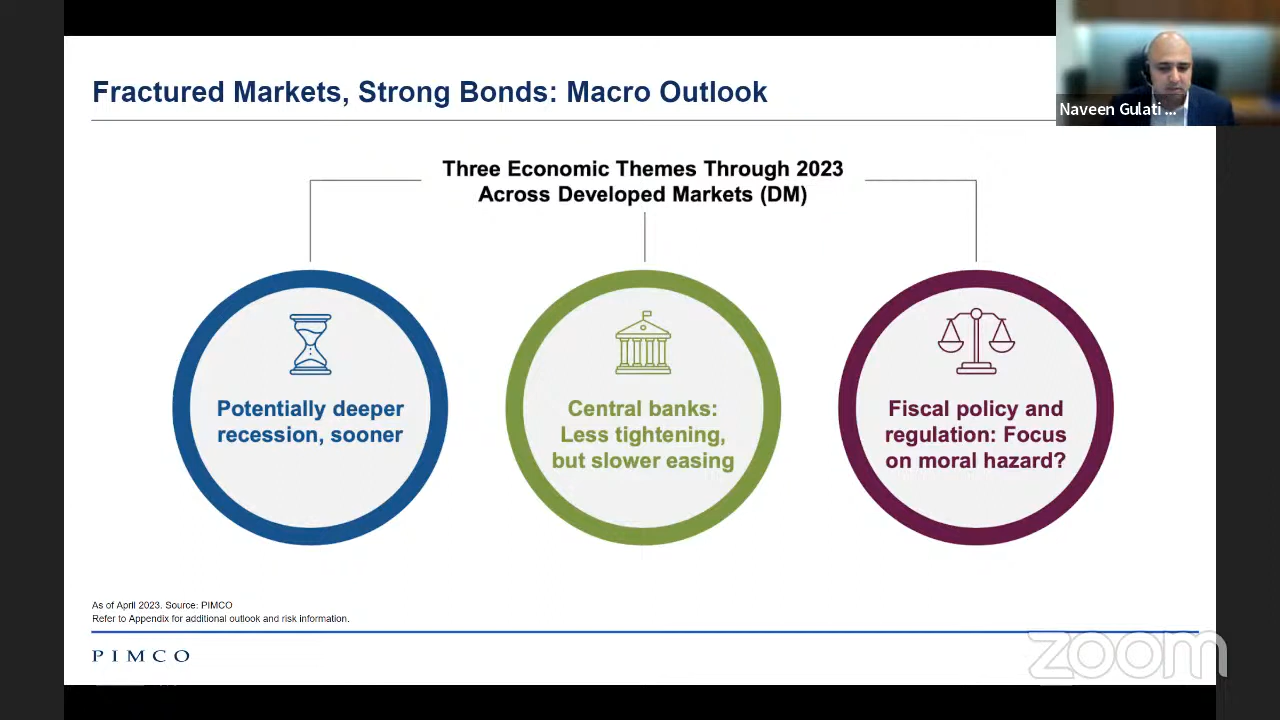 Fractured Markets, Strong Bonds: Macro Outlook
Naveen Gulati ...
Three Economic Themes Through 2023
Across Developed Markets (DM)
Potentially deeper
recession, sooner
Central banks:
Less tightening,
but slower easing
Fiscal policy and
regulation: Focus
on moral hazard?
As of April 2023. Source: PIMCO
Refer to Appendix for additional outlook and risk information.
PIMCO
zoom